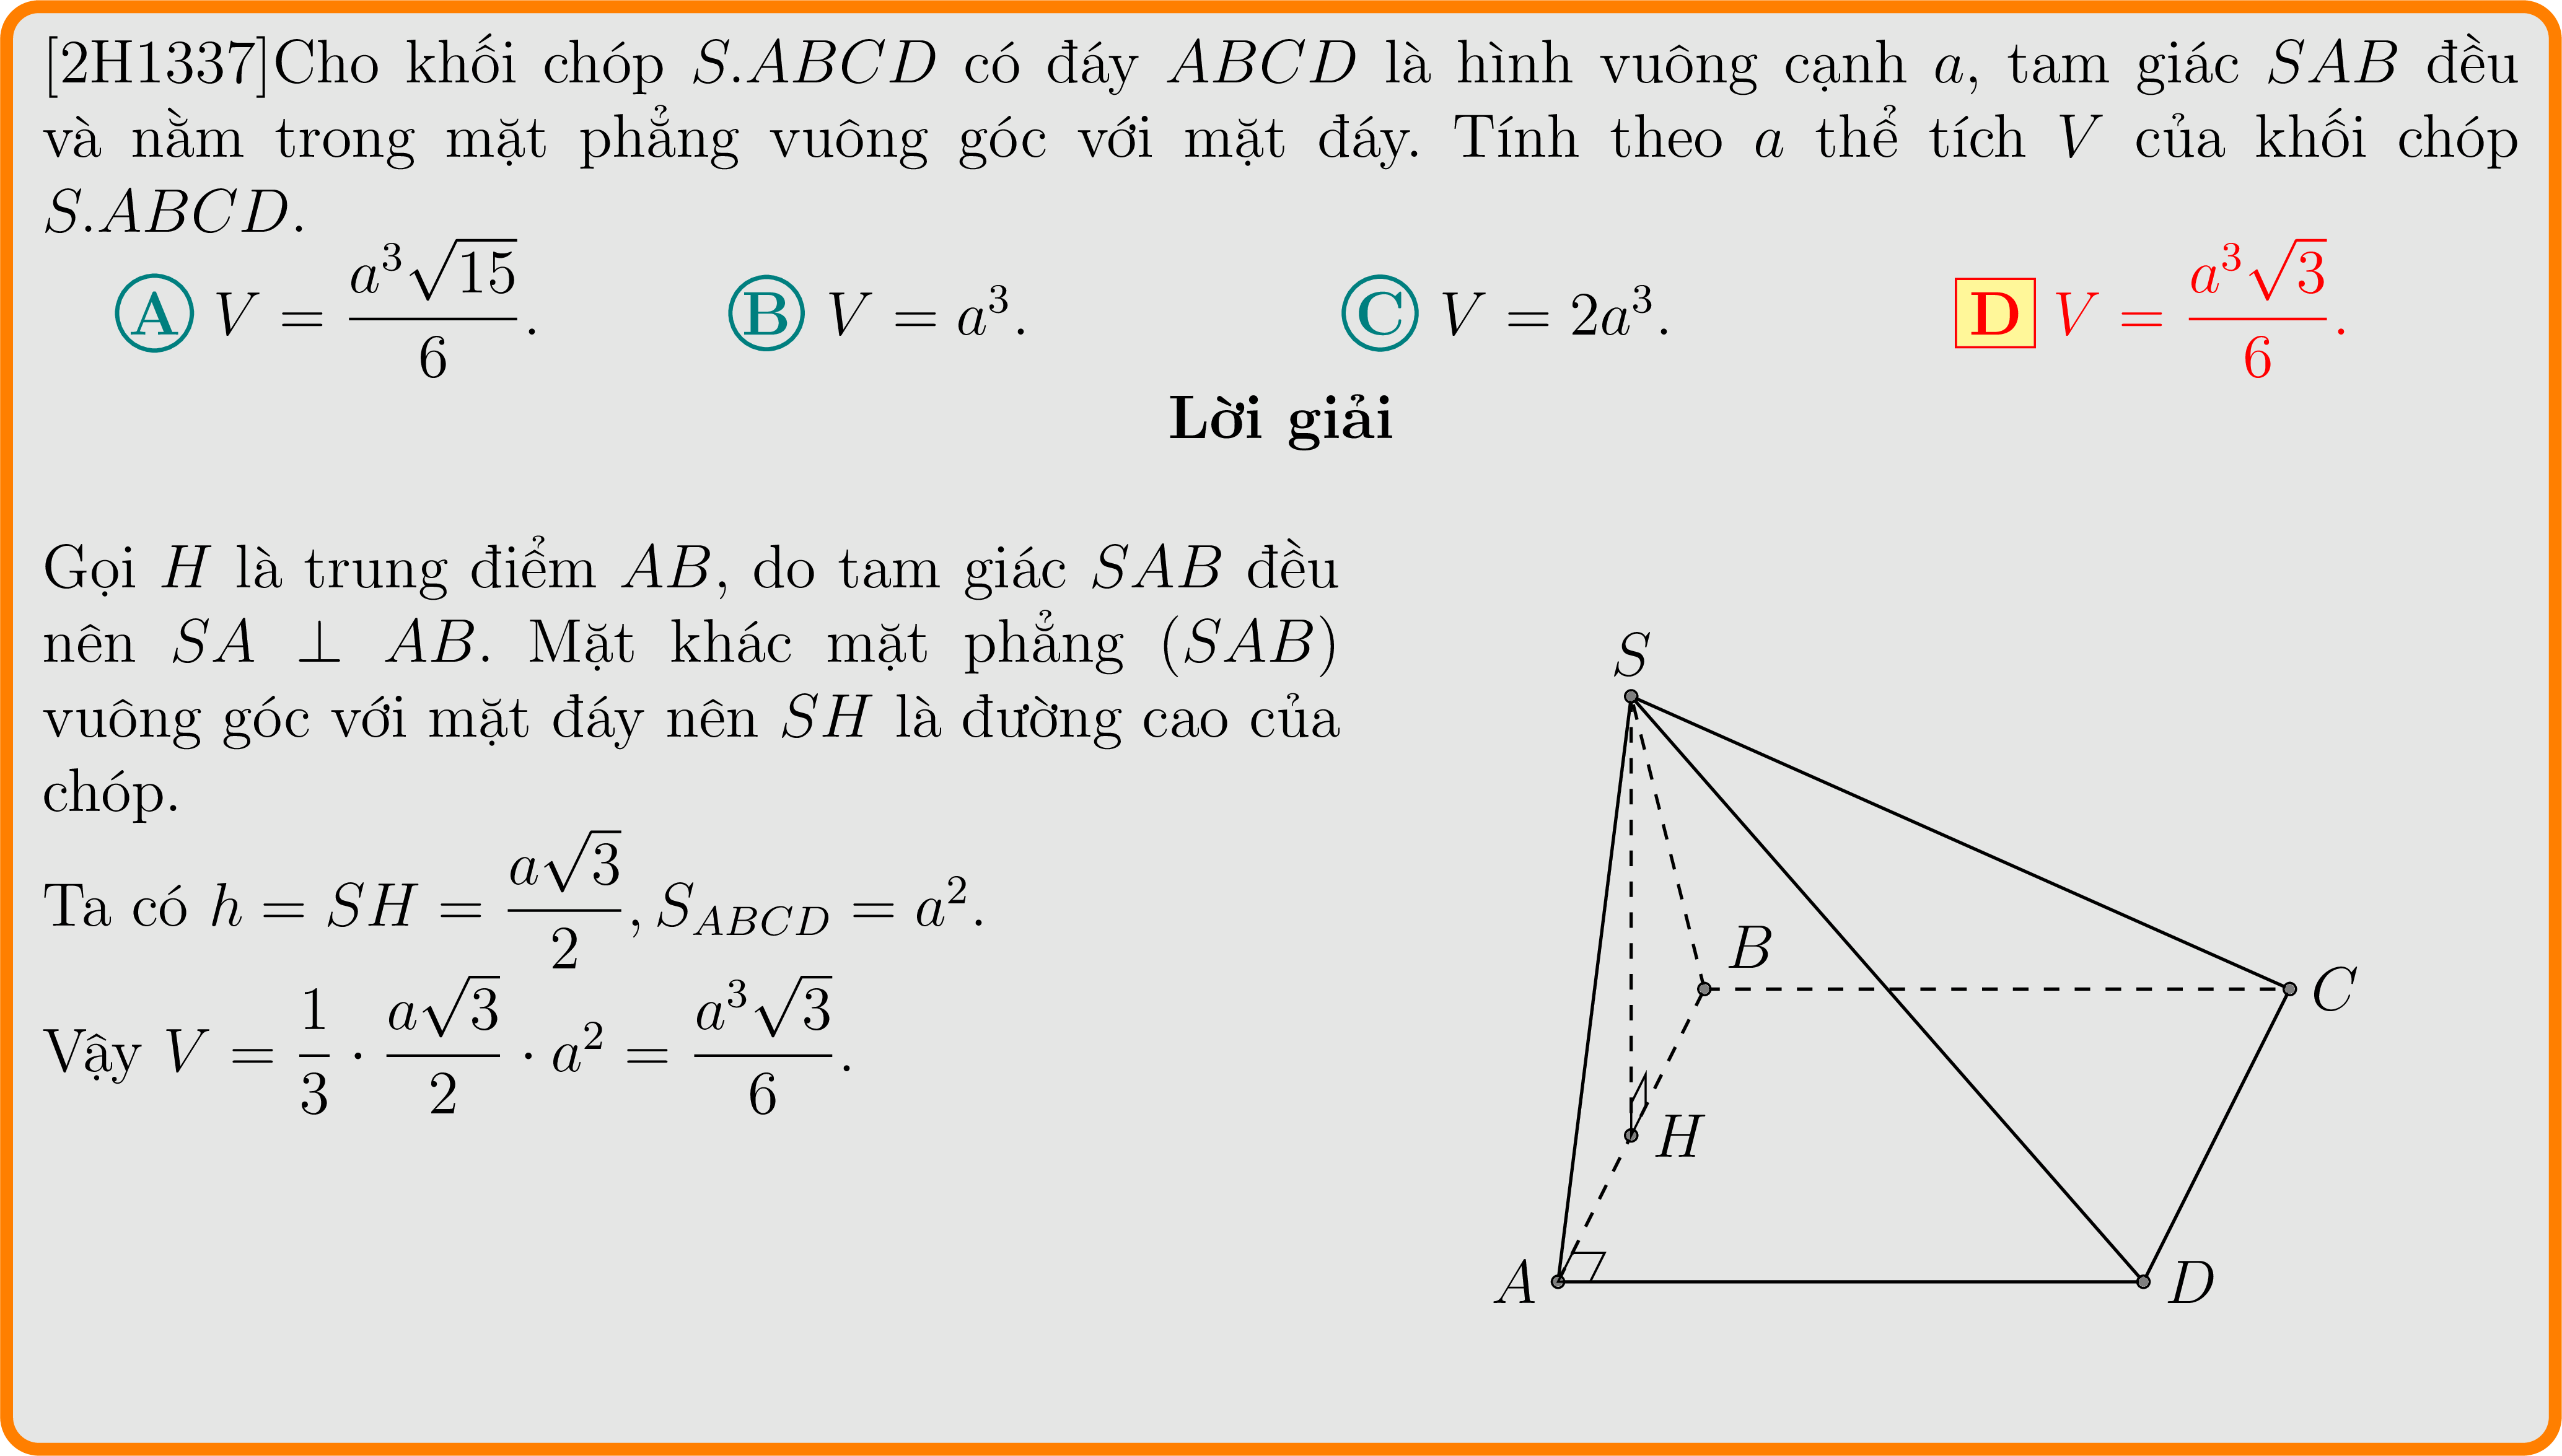 [2H1337]Cho khối chóp S.ABCD có đáy ABCD là hình vuông cạnh a, tam giác SAB đều
và nằm trong mặt phẳng vuông góc với mặt đáy. Tính theo a thể tích V của khối chóp
S.ABCD.
A V = \frac{a^3\sqrt{15}}{6}. B V = a^3. C V = 2a^3. D V = \frac{a^3\sqrt{3}}{6}.
Lời giải
Gọi H là trung điểm AB, do tam giác SAB đều
nên SA ⊥ AB. Mặt khác mặt phẳng (SAB)
vuông góc với mặt đáy nên SH là đường cao của
chóp.
Ta có h = SH = \frac{a\sqrt{3}}{2}, S_{ABCD} = a^2.
Vậy V = \frac{1}{3} · \frac{a\sqrt{3}}{2} · a^2 = \frac{a^3\sqrt{3}}{6}.
S
B
C
H
A
D